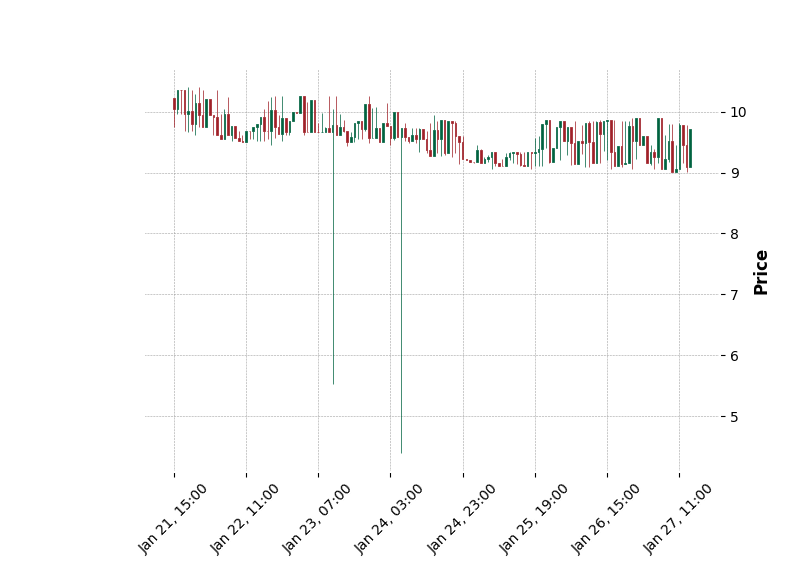 10
9
8
7
6
5
Price
Jan 21, 15:00
Jan 22, 11:00
Jan 23, 07:00
Jan 24, 03:00
Jan 24, 23:00
Jan 25, 19:00
Jan 26, 15:00
Jan 27, 11:00